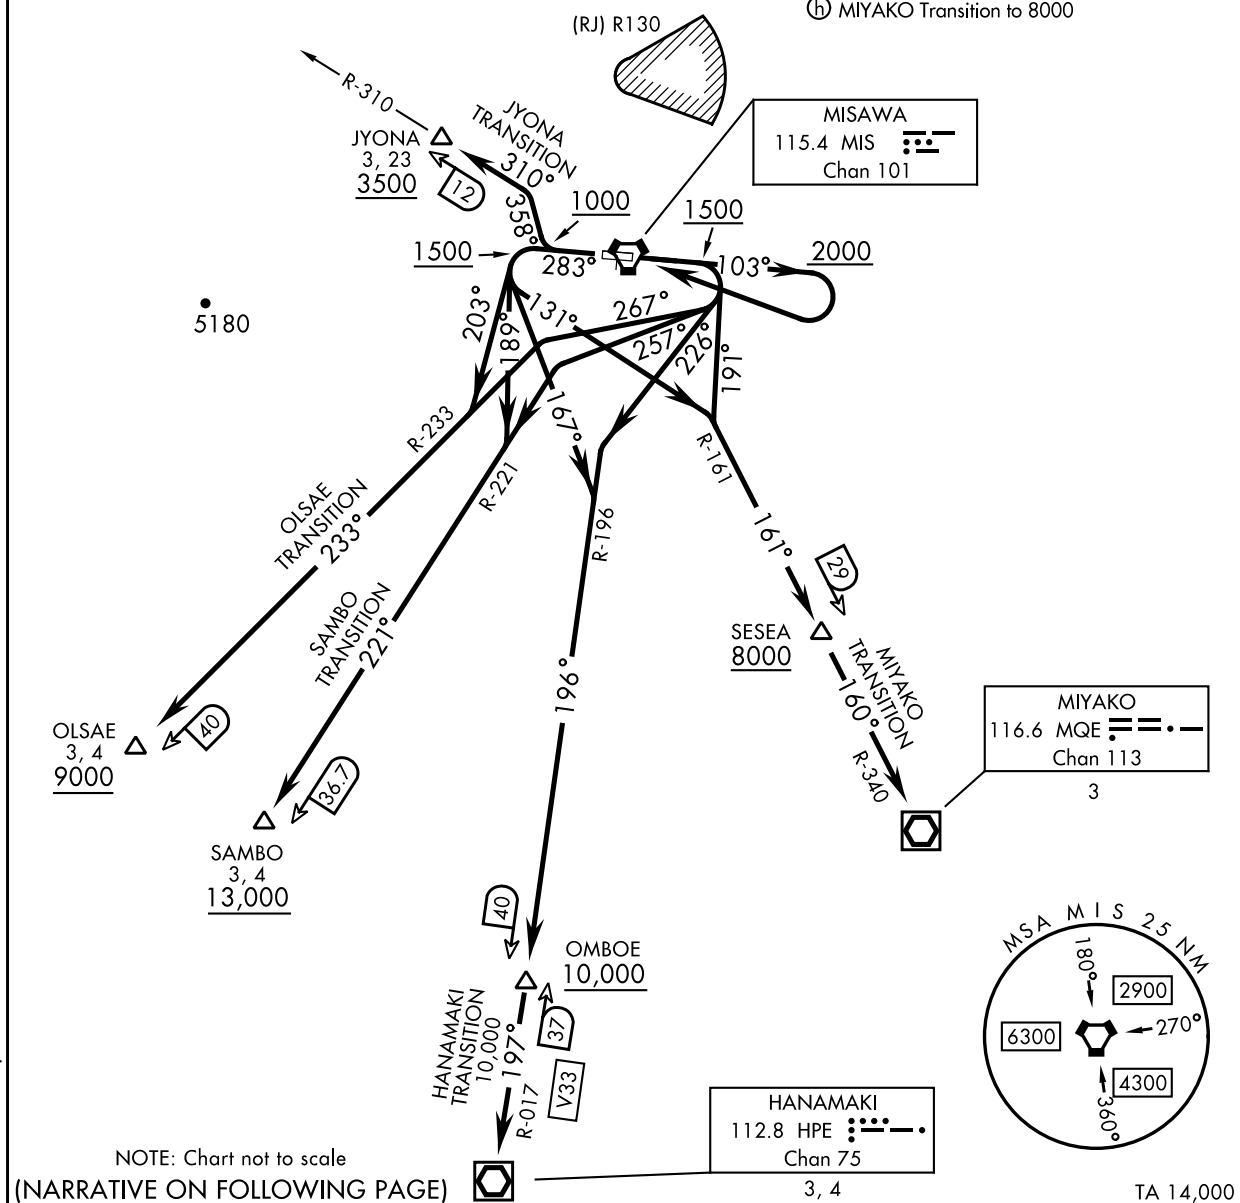 ⓗ MIYAKO Transition to 8000
(RJ) R130
R-310
JYONA
TRANSITION
310°
MISAWA
115.4 MIS
Chan 101
JYONA
3, 23
3500
12
358°
1000
1500
1500
283°
103°
2000
5180
203°
189°
131°
267°
257°
226°
191°
167°
R-233
R-221
R-196
R-161
OLSAE
TRANSITION
233°
SAMBO
TRANSITION
221°
196°
161°
29
SESEA
8000
MIYAKO
TRANSITION
160°
R-340
MIYAKO
116.6 MQE
Chan 113
3
OLSAE
3, 4
9000
40
36.7
SAMBO
3, 4
13,000
40
OMBOE
10,000
HANAMAKI
TRANSITION
10,000
197°
37
V33
R-017
MSA MIS 25 NM
180°
2900
6300
270°
4300
360°
HANAMAKI
112.8 HPE
Chan 75
3, 4
NOTE: Chart not to scale
(NARRATIVE ON FOLLOWING PAGE)
TA 14,000